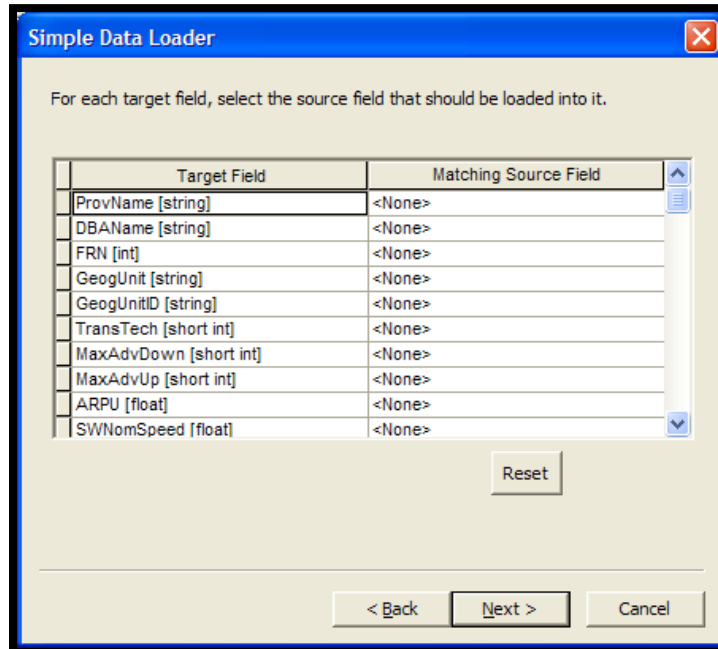 Simple Data Loader
For each target field, select the source field that should be loaded into it.
Target Field Matching Source Field
ProvName [string] <None>
DBAName [string] <None>
FRN [int] <None>
GeogUnit [string] <None>
GeogUnitID [string] <None>
TransTech [short int] <None>
MaxAdvDown [short int] <None>
MaxAdvUp [short int] <None>
ARPU [float] <None>
SWNomSpeed [float] <None>
Reset
< Back Next > Cancel